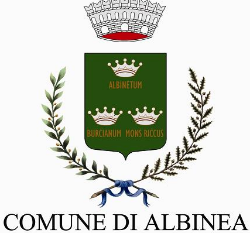 ALBINETUM
BURCIANUM MONS RICCUS
COMUNE DI ALBINEA